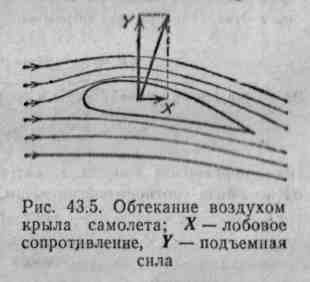 Y
X
Рис. 43.5. Обтекание воздухом
крыла самолета; X — лобовое
сопротивление, Y — подъемная
сила